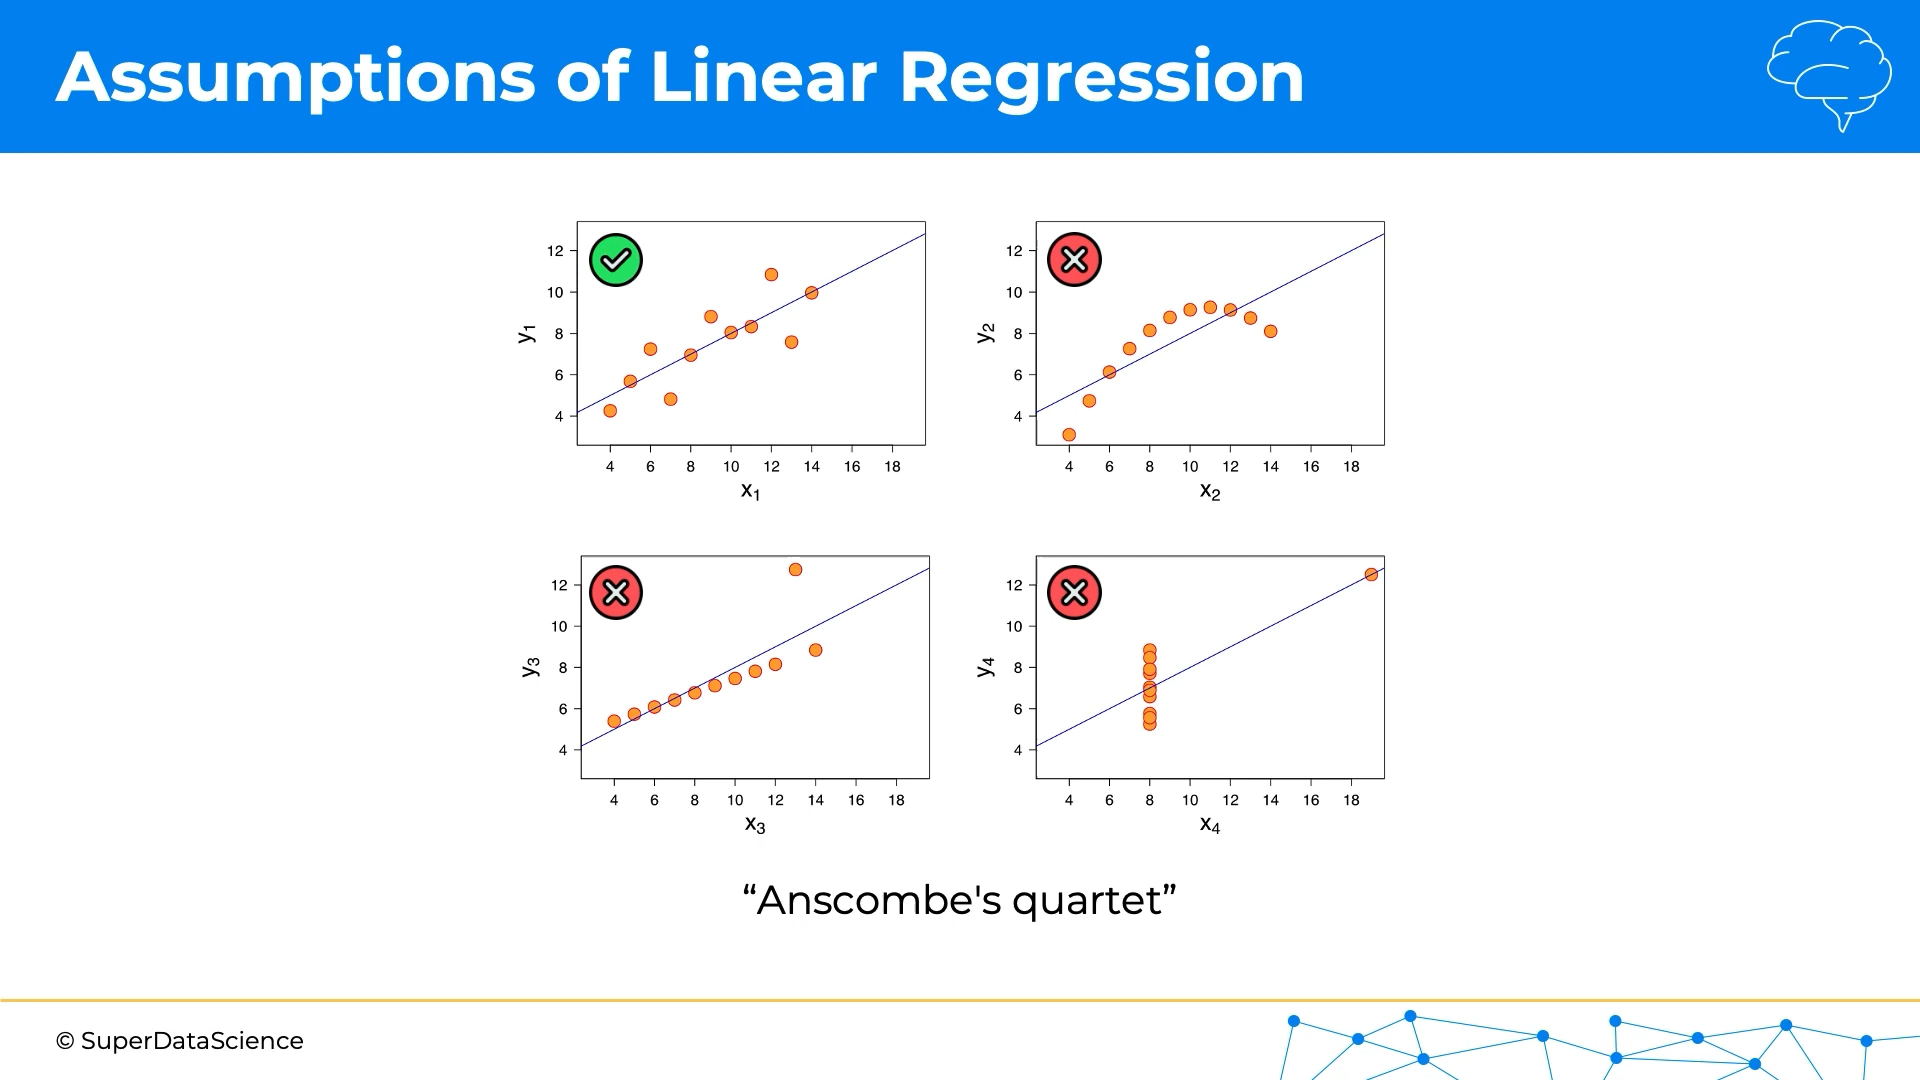 Assumptions of Linear Regression
12
10
8
6
4
y1
4 6 8 10 12 14 16 18
x1
12
10
8
6
4
y2
4 6 8 10 12 14 16 18
x2
12
10
8
6
4
y3
4 6 8 10 12 14 16 18
x3
12
10
8
6
4
y4
4 6 8 10 12 14 16 18
x4
“Anscombe's quartet”
© SuperDataScience